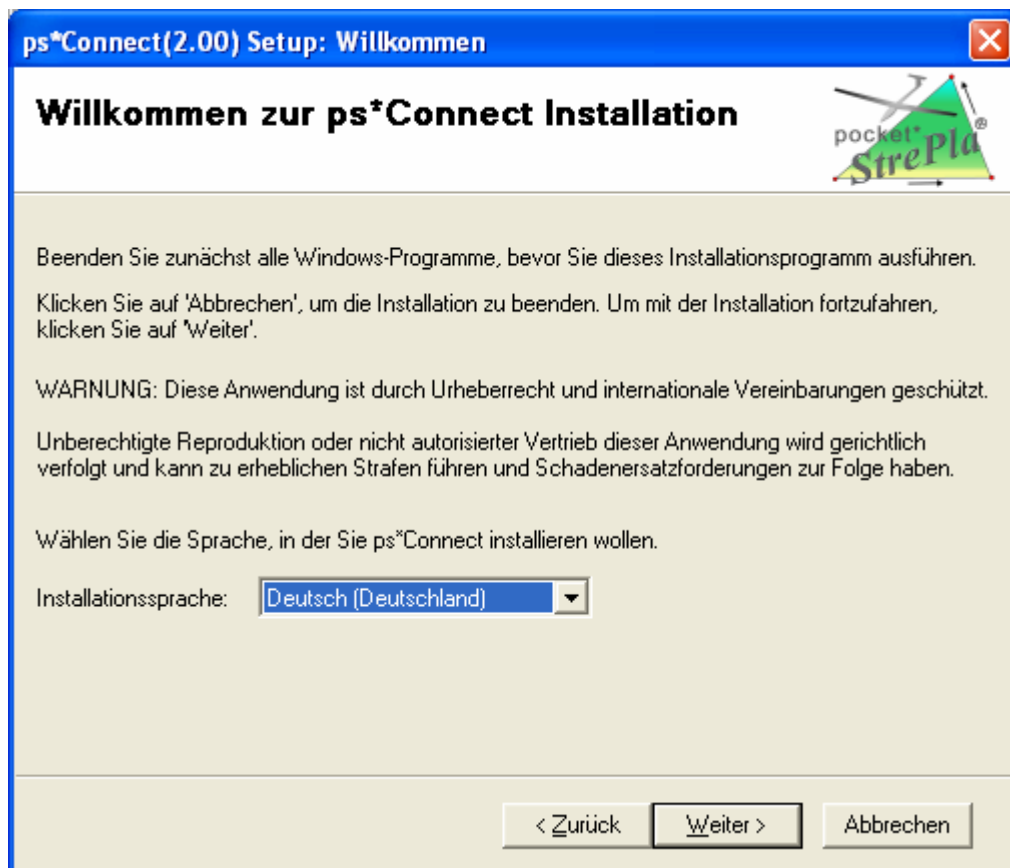 ps*Connect(2.00) Setup: Willkommen
Willkommen zur ps*Connect Installation
pocket*
StrePla®
Beenden Sie zunächst alle Windows-Programme, bevor Sie dieses Installationsprogramm ausführen.
Klicken Sie auf 'Abbrechen', um die Installation zu beenden. Um mit der Installation fortzufahren,
klicken Sie auf 'Weiter'.
WARNUNG: Diese Anwendung ist durch Urheberrecht und internationale Vereinbarungen geschützt.
Unberechtigte Reproduktion oder nicht autorisierter Vertrieb dieser Anwendung wird gerichtlich
verfolgt und kann zu erheblichen Strafen führen und Schadenersatzforderungen zur Folge haben.
Wählen Sie die Sprache, in der Sie ps*Connect installieren wollen.
Installationssprache: Deutsch (Deutschland)
< Zurück Weiter > Abbrechen